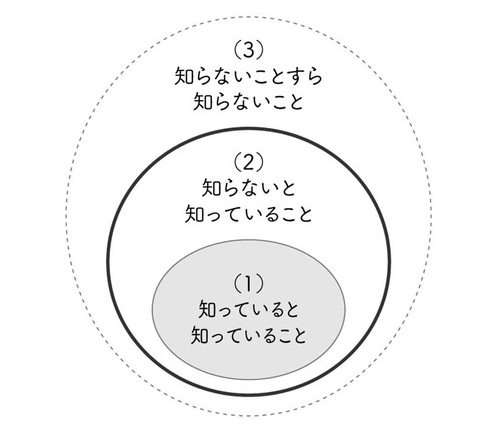 （3）
知らないことすら
知らないこと
（2）
知らないと
知っていること
（1）
知っていると
知っていること